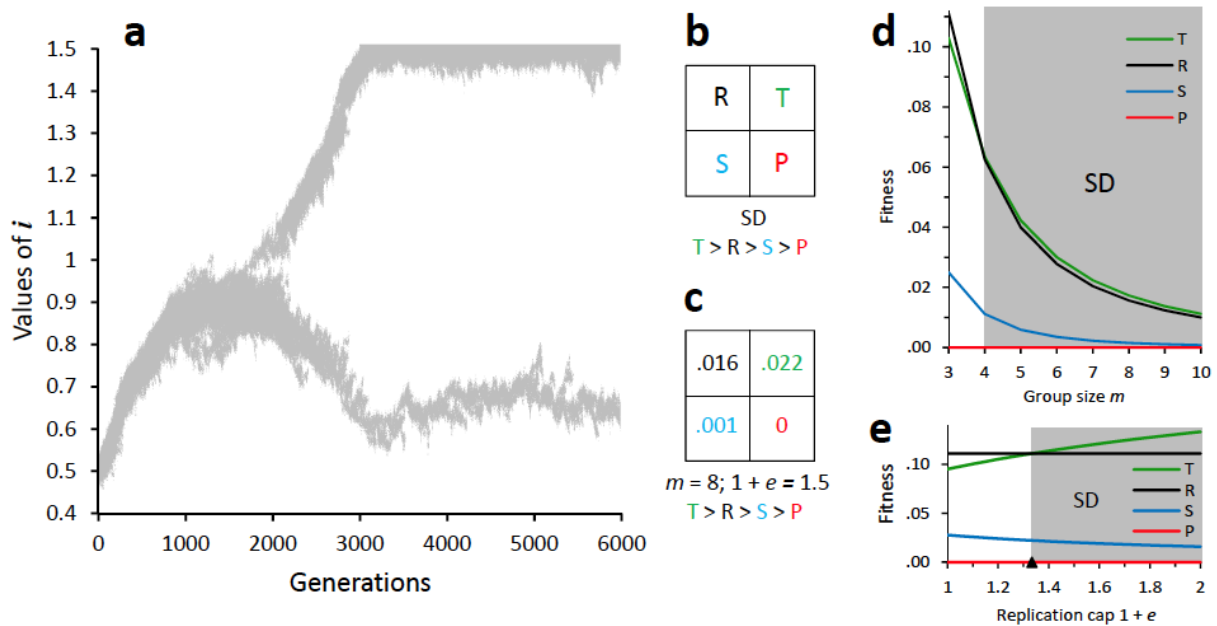 a
1.5
1.4
1.3
1.2
1.1
1
0.9
0.8
0.7
0.6
0.5
0.4
Values of i
0 1000 2000 3000 4000 5000 6000
Generations
b
R T
S P
SD
T > R > S > P
c
.016 .022
.001 0
m = 8; 1 + e = 1.5
T > R > S > P
d
.10
.08
.06
.04
.02
.00
Fitness
T
R
S
P
SD
3 4 5 6 7 8 9 10
Group size m
e
.10
.05
.00
Fitness
T
R
S
P
SD
1 1.2 1.4 1.6 1.8 2
Replication cap 1 + e